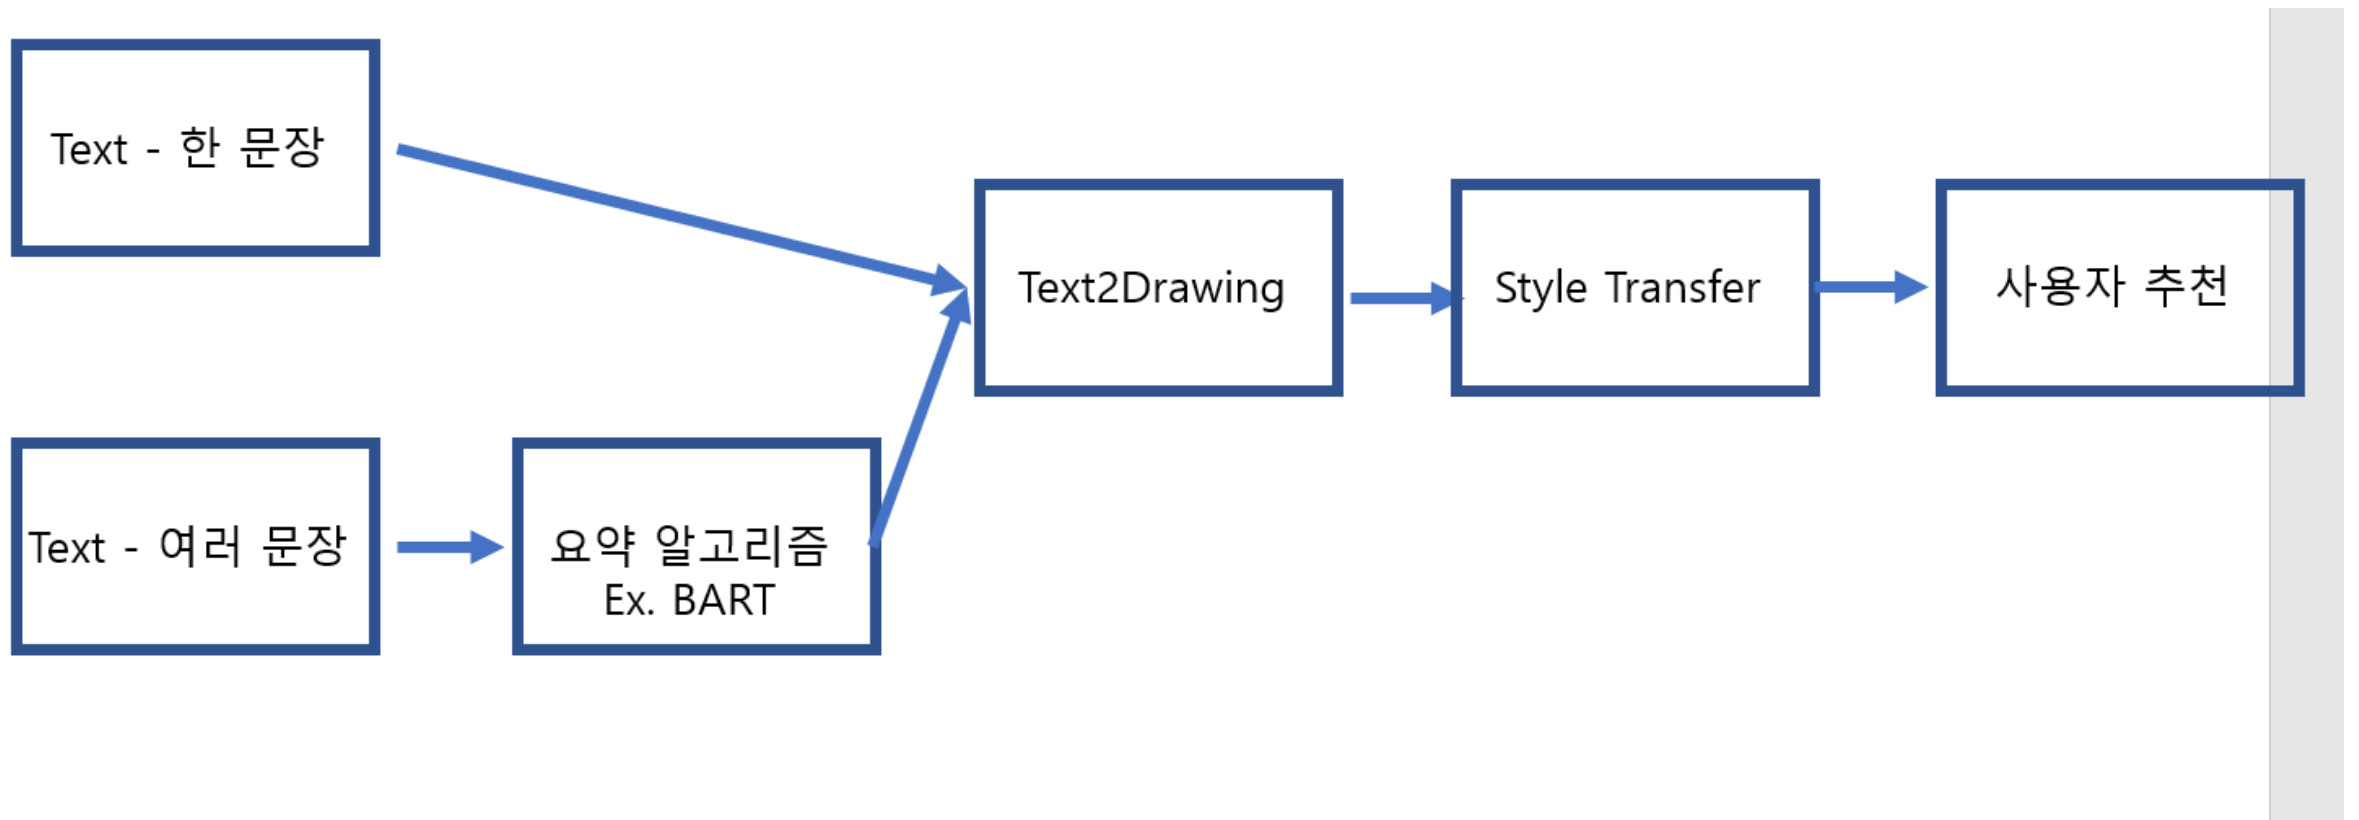 Text - 한 문장
Text2Drawing
Style Transfer
사용자 추천
Text - 여러 문장
요약 알고리즘
Ex. BART